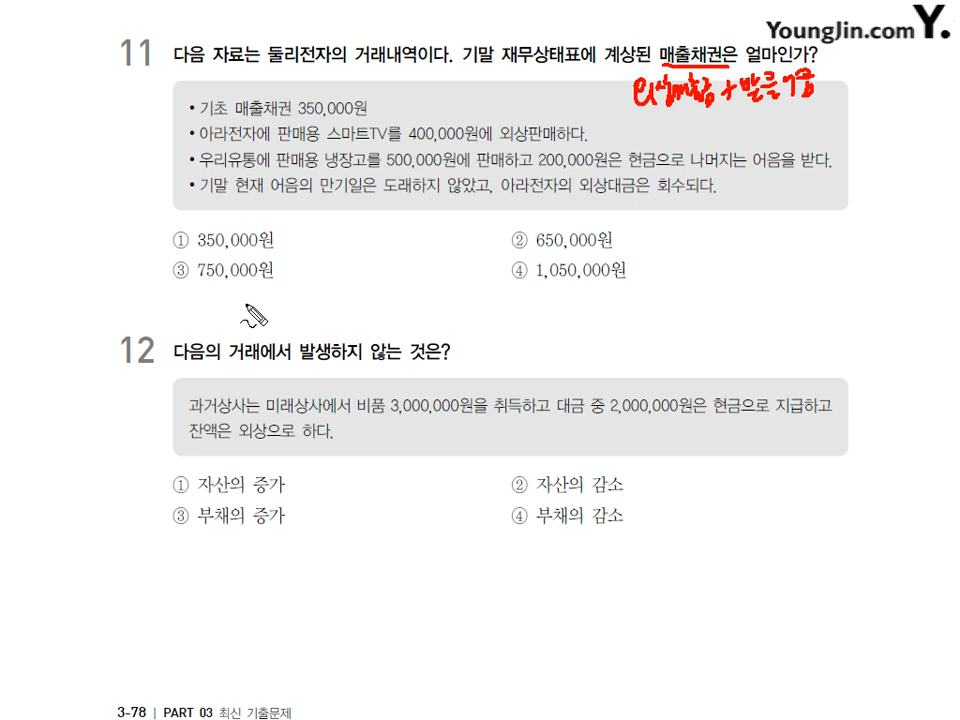 YoungJin.com Y.
11 다음 자료는 둘리전자의 거래내역이다. 기말 재무상태표에 계상된 매출채권은 얼마인가?
외상매출금 + 받을어음
• 기초 매출채권 350,000원
• 아라전자에 판매용 스마트TV를 400,000원에 외상판매하다.
• 우리유통에 판매용 냉장고를 500,000원에 판매하고 200,000원은 현금으로 나머지는 어음을 받다.
• 기말 현재 어음의 만기일은 도래하지 않았고, 아라전자의 외상대금은 회수되다.
① 350,000원 ② 650,000원
③ 750,000원 ④ 1,050,000원
12 다음의 거래에서 발생하지 않는 것은?
과거상사는 미래상사에서 비품 3,000,000원을 취득하고 대금 중 2,000,000원은 현금으로 지급하고
잔액은 외상으로 하다.
① 자산의 증가 ② 자산의 감소
③ 부채의 증가 ④ 부채의 감소
3-78 | PART 03 최신 기출문제